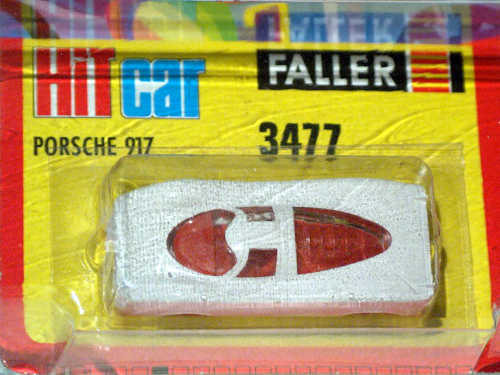 Hit car
FALLER
PORSCHE 917
3477